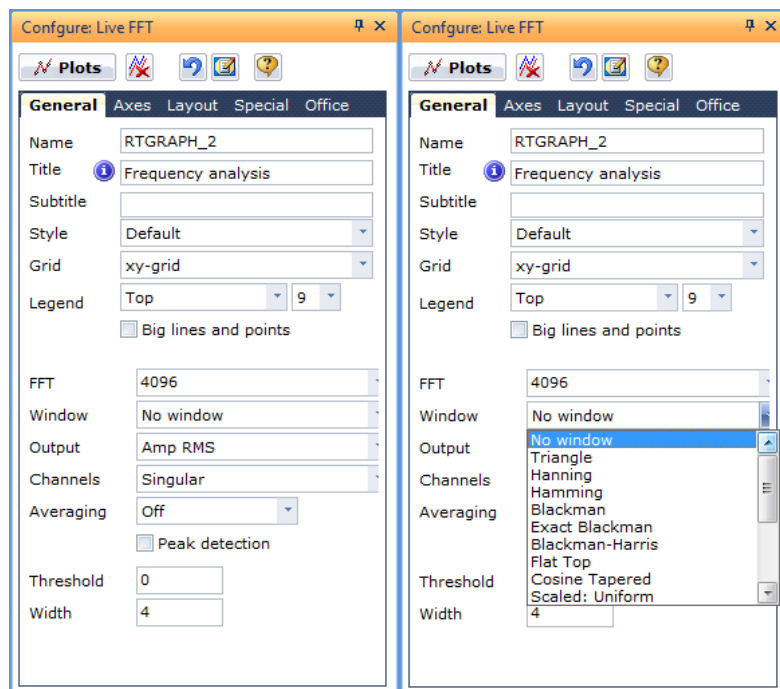 Confgure: Live FFT
Plots
General Axes Layout Special Office
Name RTGRAPH_2
Title Frequency analysis
Subtitle
Style Default
Grid xy-grid
Legend Top 9
Big lines and points
FFT 4096
Window No window
Output Amp RMS
Channels Singular
Averaging Off
Peak detection
Threshold 0
Width 4
Confgure: Live FFT
Plots
General Axes Layout Special Office
Name RTGRAPH_2
Title Frequency analysis
Subtitle
Style Default
Grid xy-grid
Legend Top 9
Big lines and points
FFT 4096
Window No window
Output
Channels
Averaging
No window
Triangle
Hanning
Hamming
Blackman
Exact Blackman
Blackman-Harris
Flat Top
Cosine Tapered
Scaled: Uniform
Threshold
Width 4